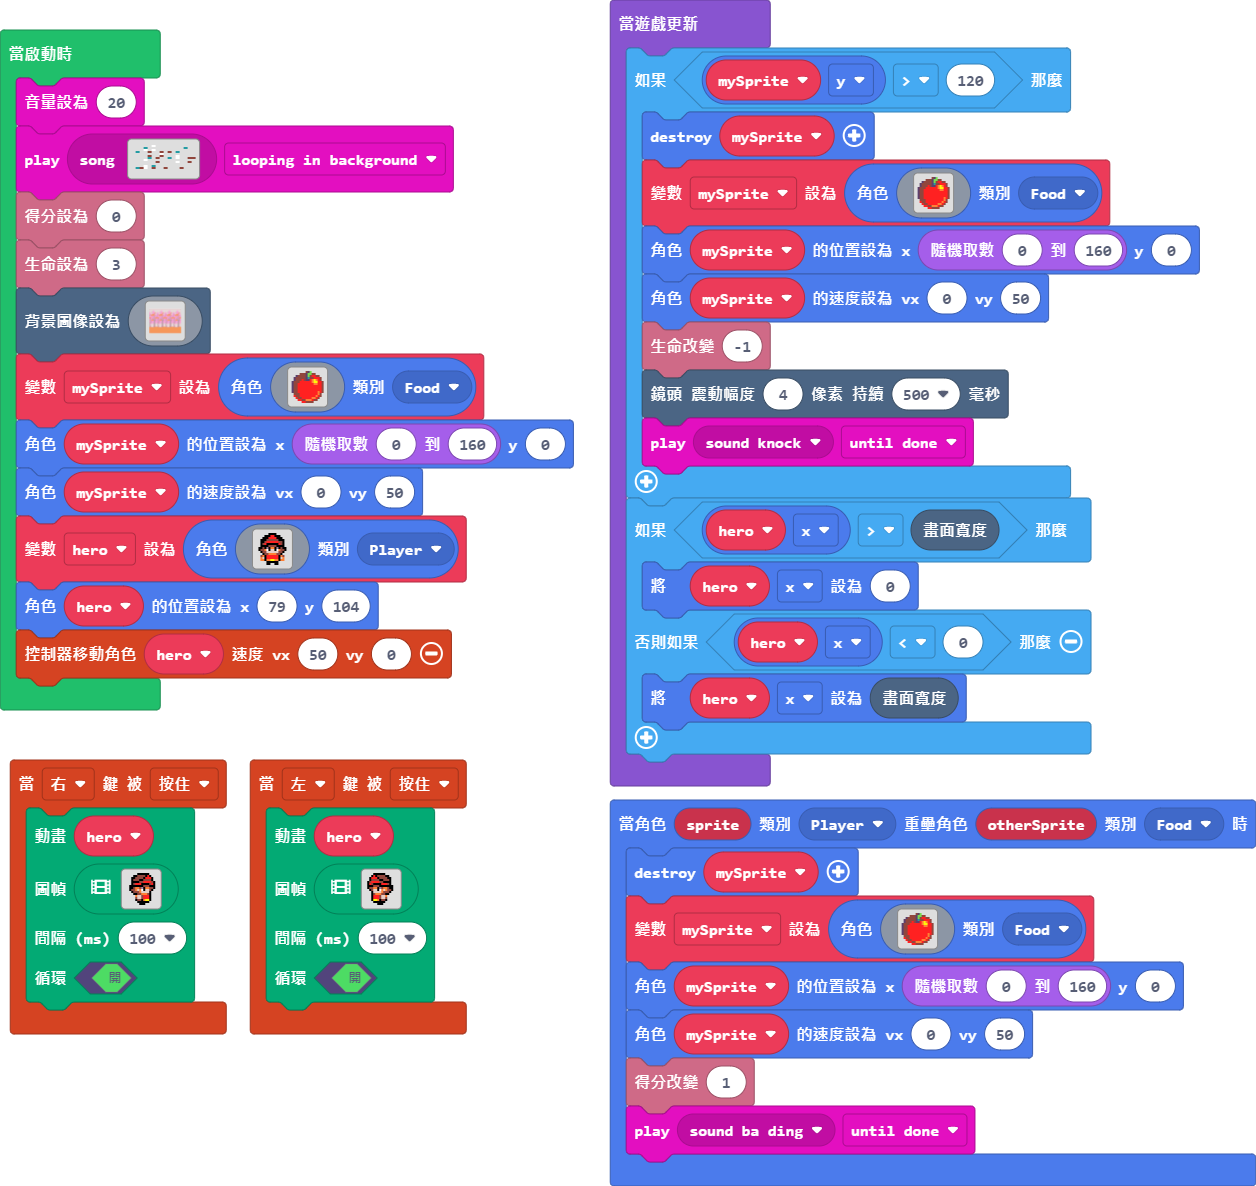 當啟動時
音量設為 20
play song looping in background
得分設為 0
生命設為 3
背景圖像設為
變數 mySprite 設為 角色 類別 Food
角色 mySprite 的位置設為 x 隨機取數 0 到 160 y 0
角色 mySprite 的速度設為 vx 0 vy 50
變數 hero 設為 角色 類別 Player
角色 hero 的位置設為 x 79 y 104
控制器移動角色 hero 速度 vx 50 vy 0
當 右 鍵 被 按住
動畫 hero
圖幀
間隔 (ms) 100
循環 開
當 左 鍵 被 按住
動畫 hero
圖幀
間隔 (ms) 100
循環 開
當遊戲更新
如果 mySprite y > 120 那麼
destroy mySprite
變數 mySprite 設為 角色 類別 Food
角色 mySprite 的位置設為 x 隨機取數 0 到 160 y 0
角色 mySprite 的速度設為 vx 0 vy 50
生命改變 -1
鏡頭 震動幅度 4 像素 持續 500 毫秒
play sound knock until done
如果 hero x > 畫面寬度 那麼
將 hero x 設為 0
否則如果 hero x < 0 那麼
將 hero x 設為 畫面寬度
當角色 sprite 類別 Player 重疊角色 otherSprite 類別 Food 時
destroy mySprite
變數 mySprite 設為 角色 類別 Food
角色 mySprite 的位置設為 x 隨機取數 0 到 160 y 0
角色 mySprite 的速度設為 vx 0 vy 50
得分改變 1
play sound ba ding until done